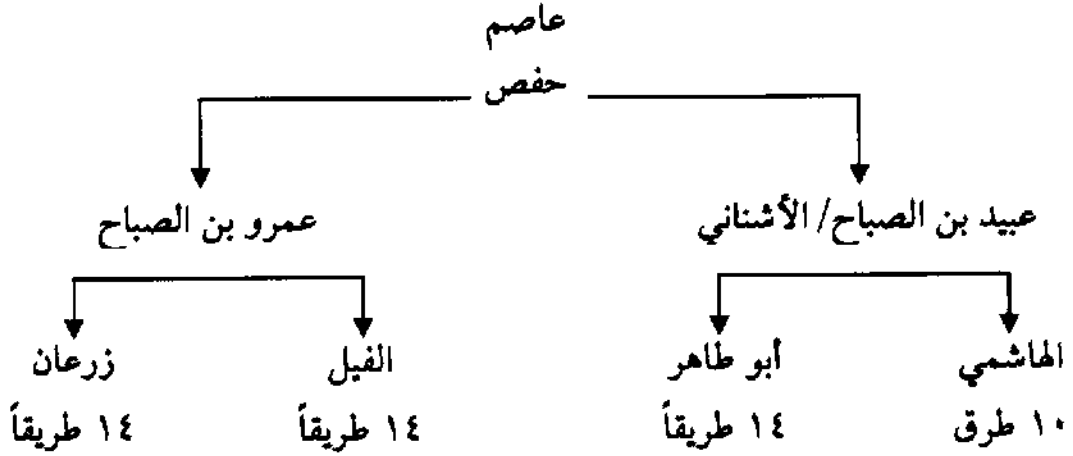 عاصم
حفص
عبيد بن الصباح/ الأشناني
عمرو بن الصباح
الهاشمي
أبو طاهر
الفيل
زرعان
١٠ طرق
١٤ طريقاً
١٤ طريقاً
١٤ طريقاً